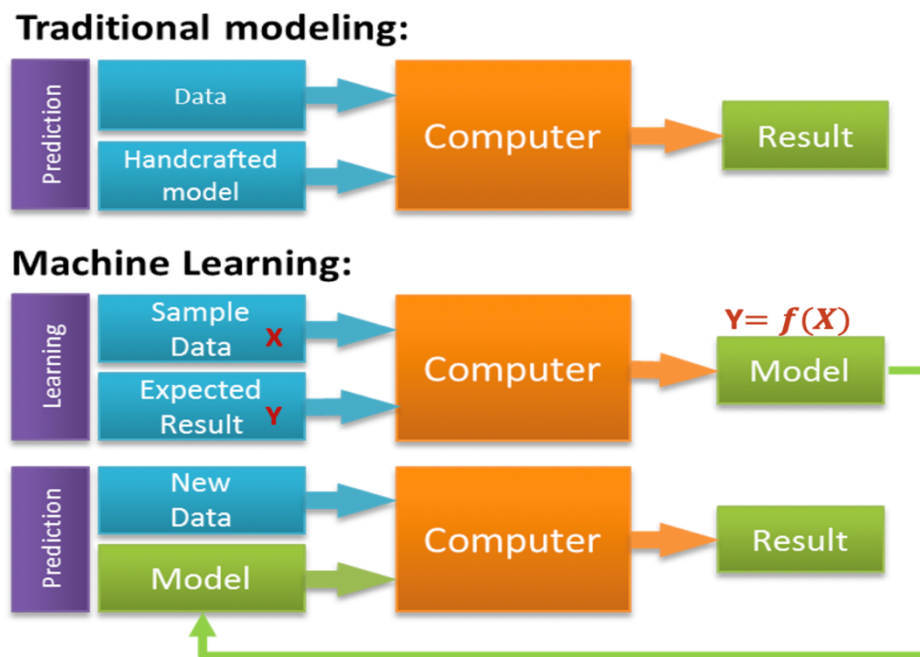 Traditional modeling:
Prediction
Data
Handcrafted
model
Computer
Result
Machine Learning:
Learning
Sample
Data X
Expected
Result Y
Computer
Y= f(X)
Model
Prediction
New
Data
Model
Computer
Result